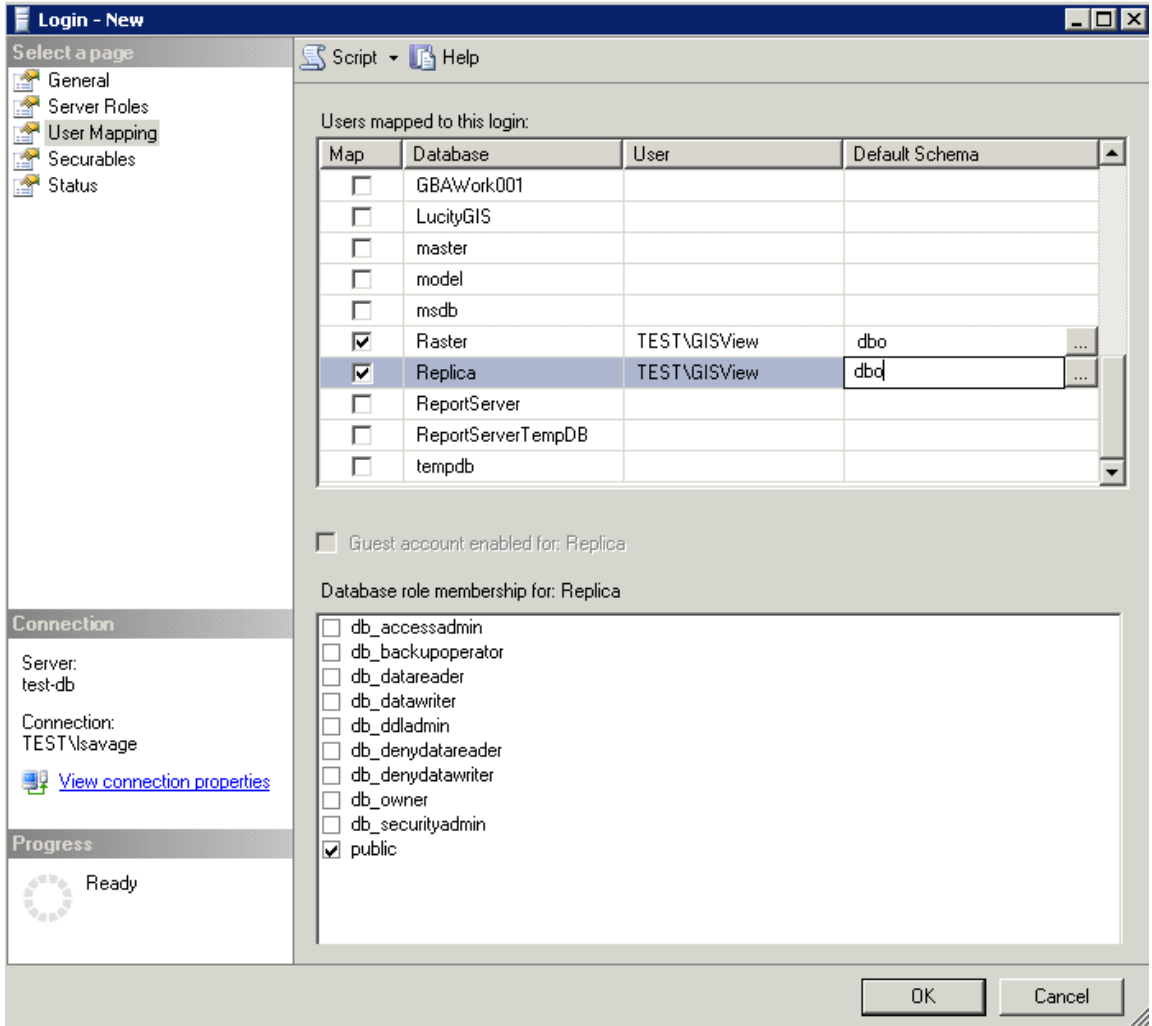 Login - New
Select a page
General
Server Roles
User Mapping
Securables
Status
Script Help
Users mapped to this login:
Map Database User Default Schema
GBAWork001
LucityGIS
master
model
msdb
Raster TEST\GISView dbo ...
Replica TEST\GISView dbo ...
ReportServer
ReportServerTempDB
tempdb
Guest account enabled for: Replica
Database role membership for: Replica
db_accessadmin
db_backupoperator
db_datareader
db_datawriter
db_ddladmin
db_denydatareader
db_denydatawriter
db_owner
db_securityadmin
public
Connection
Server:
test-db
Connection:
TEST\lsavage
View connection properties
Progress
Ready
OK Cancel